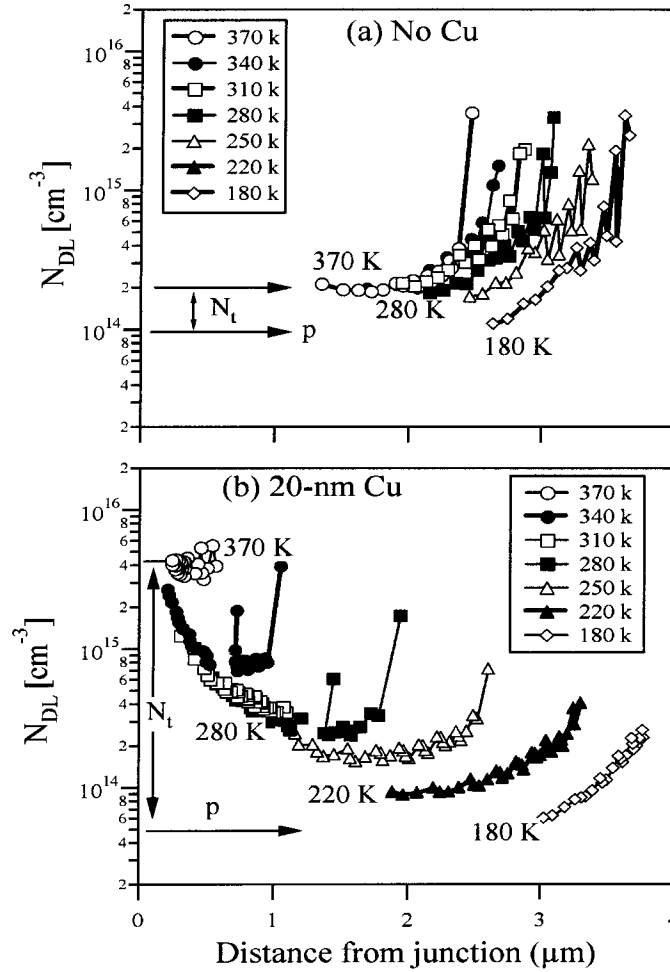 (a) No Cu
370 k
340 k
310 k
280 k
250 k
220 k
180 k
N_DL [cm^-3]
2
10^16
8
6
4
2
10^15
8
6
4
2
10^14
8
6
4
2
370 K
280 K
180 K
N_t
p
(b) 20-nm Cu
370 k
340 k
310 k
280 k
250 k
220 k
180 k
N_DL [cm^-3]
2
10^16
8
6
4
2
10^15
8
6
4
2
10^14
8
6
4
2
370 K
280 K
220 K
180 K
N_t
p
0
1
2
3
4
Distance from junction (μm)